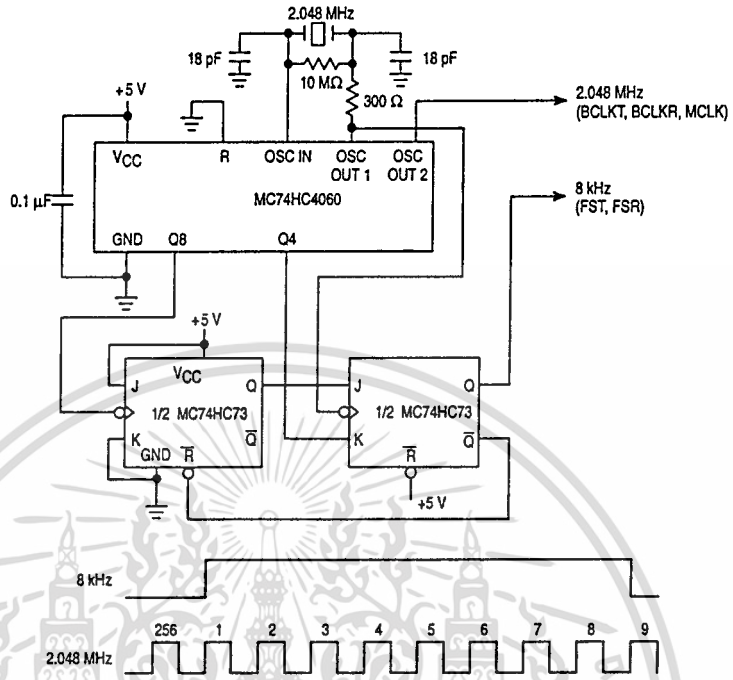 2.048 MHz
18 pF
18 pF
10 MΩ
300 Ω
+5 V
2.048 MHz
(BCLKT, BCLKR, MCLK)
VCC
R
OSC IN
OSC
OUT 1
OSC
OUT 2
0.1 µF
MC74HC4060
8 kHz
(FST, FSR)
GND
Q8
Q4
+5 V
J
VCC
Q
1/2 MC74HC73
K
Q̅
GND
R̅
J
Q
1/2 MC74HC73
K
Q̅
R̅
+5 V
8 kHz
256 1 2 3 4 5 6 7 8 9
2.048 MHz